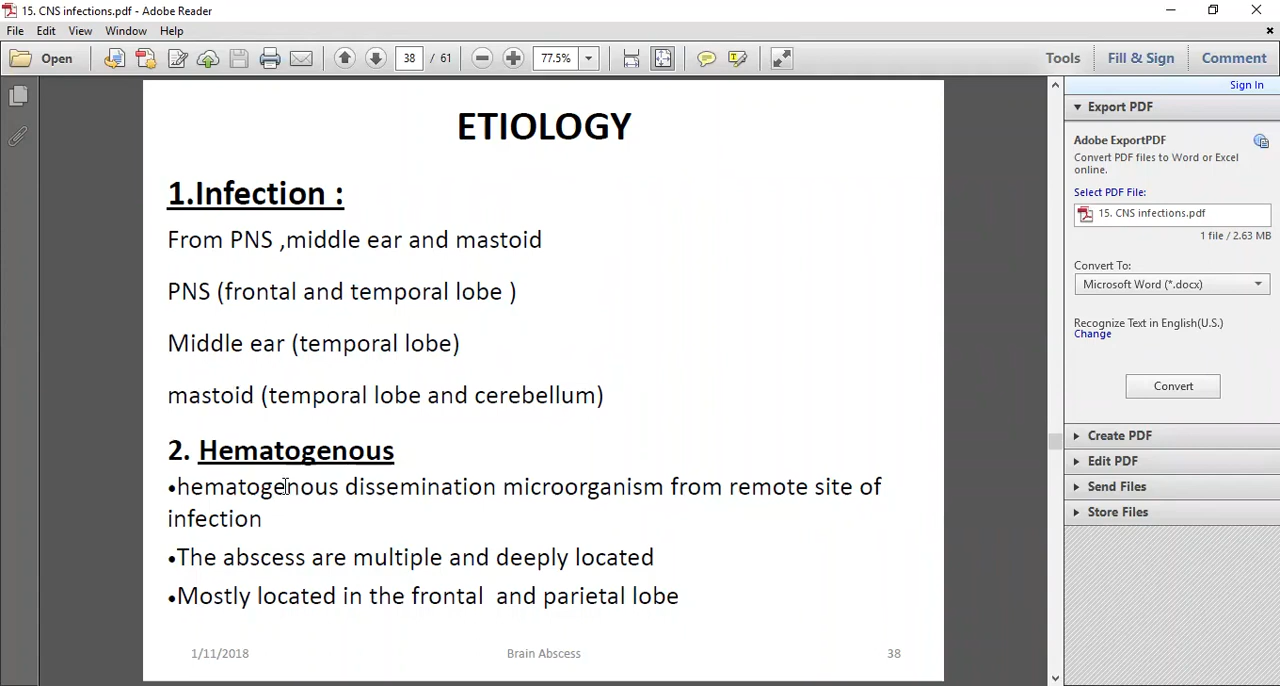 15. CNS infections.pdf - Adobe Reader
File Edit View Window Help
Open 38 / 61 77.5% Tools Fill & Sign Comment
Sign In
ETIOLOGY
1.Infection :
From PNS ,middle ear and mastoid
PNS (frontal and temporal lobe )
Middle ear (temporal lobe)
mastoid (temporal lobe and cerebellum)
2. Hematogenous
•hematogenous dissemination microorganism from remote site of
infection
•The abscess are multiple and deeply located
•Mostly located in the frontal and parietal lobe
1/11/2018 Brain Abscess 38
Export PDF
Adobe ExportPDF
Convert PDF files to Word or Excel
online.
Select PDF File:
15. CNS infections.pdf
1 file / 2.63 MB
Convert To:
Microsoft Word (*.docx)
Recognize Text in English(U.S.)
Change
Convert
Create PDF
Edit PDF
Send Files
Store Files